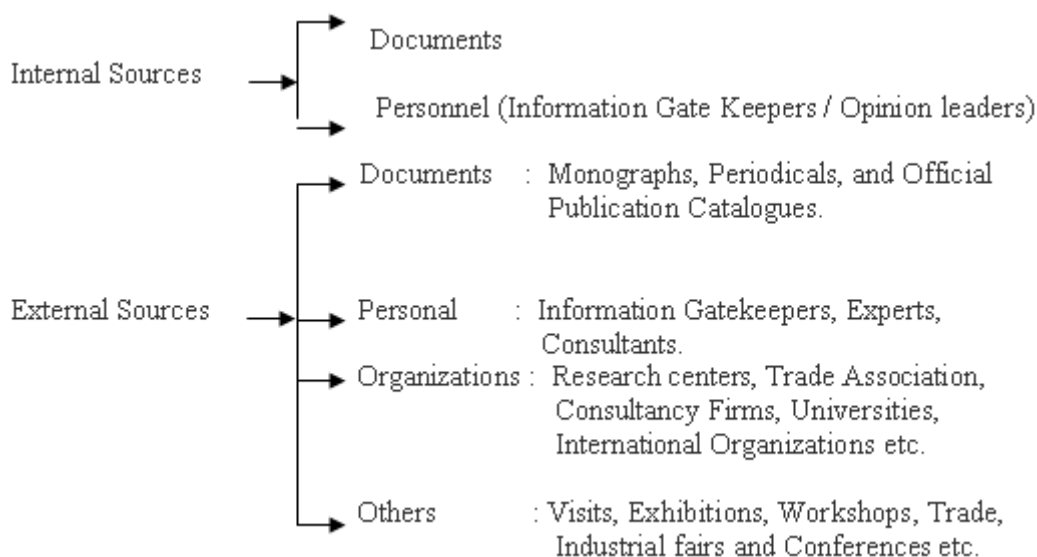 Documents
Internal Sources
Personnel (Information Gate Keepers / Opinion leaders)
Documents : Monographs, Periodicals, and Official
Publication Catalogues.
External Sources
Personal : Information Gatekeepers, Experts,
Consultants.
Organizations : Research centers, Trade Association,
Consultancy Firms, Universities,
International Organizations etc.
Others : Visits, Exhibitions, Workshops, Trade,
Industrial fairs and Conferences etc.